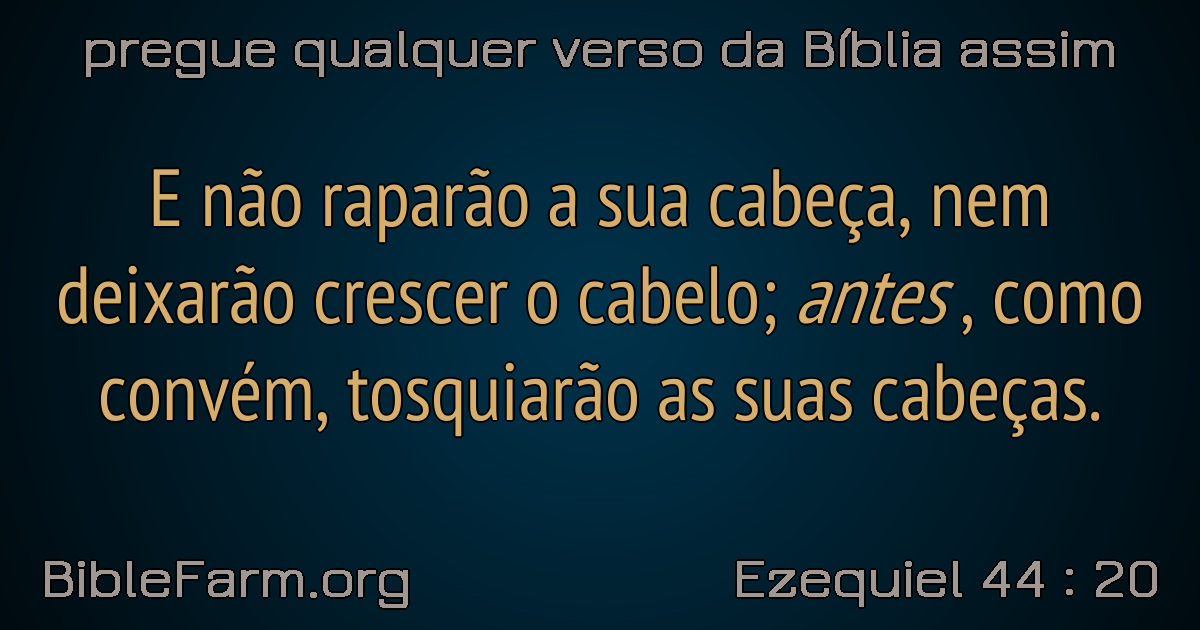 pregue qualquer verso da Bíblia assim
E não raparão a sua cabeça, nem
deixarão crescer o cabelo; antes , como
convém, tosquiarão as suas cabeças.
BibleFarm.org
Ezequiel 44 : 20